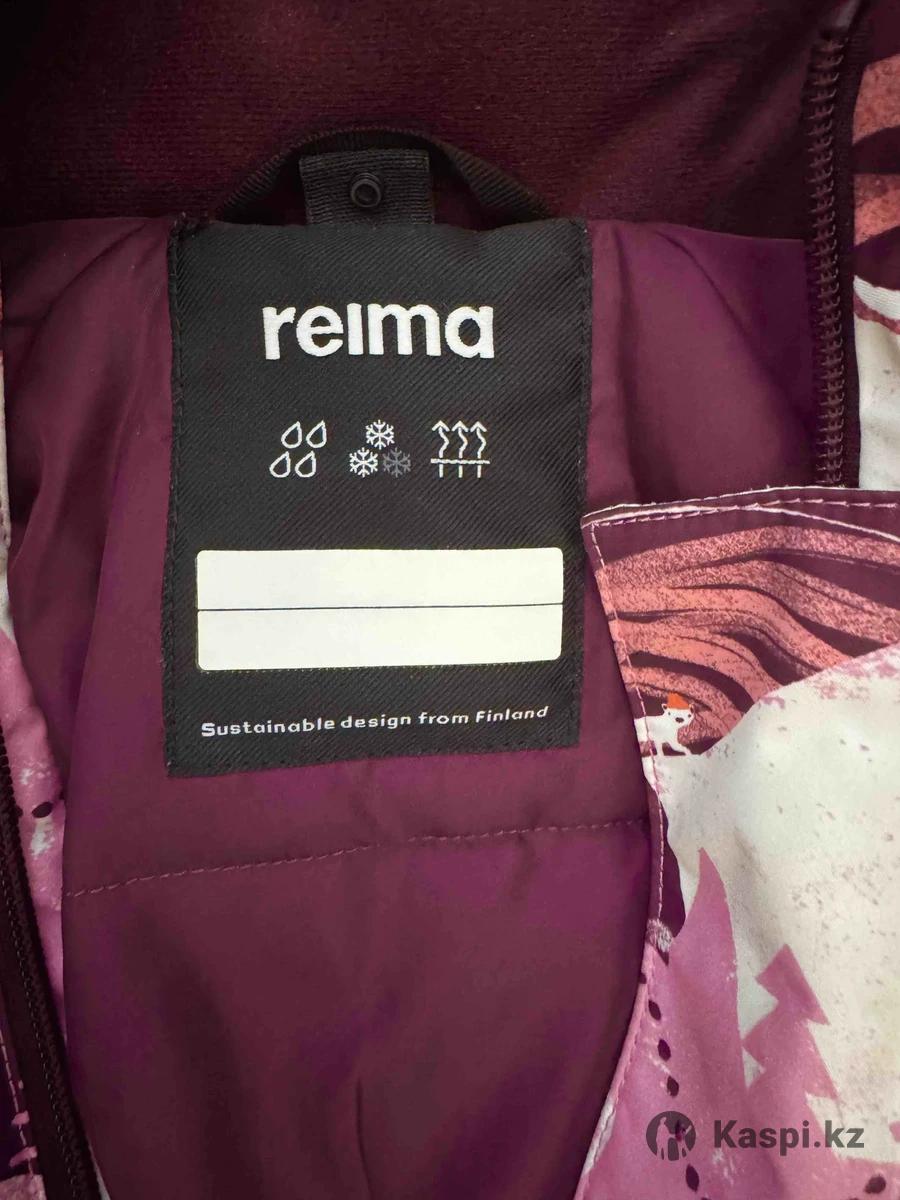 reima
Sustainable design from Finland
Kaspi.kz